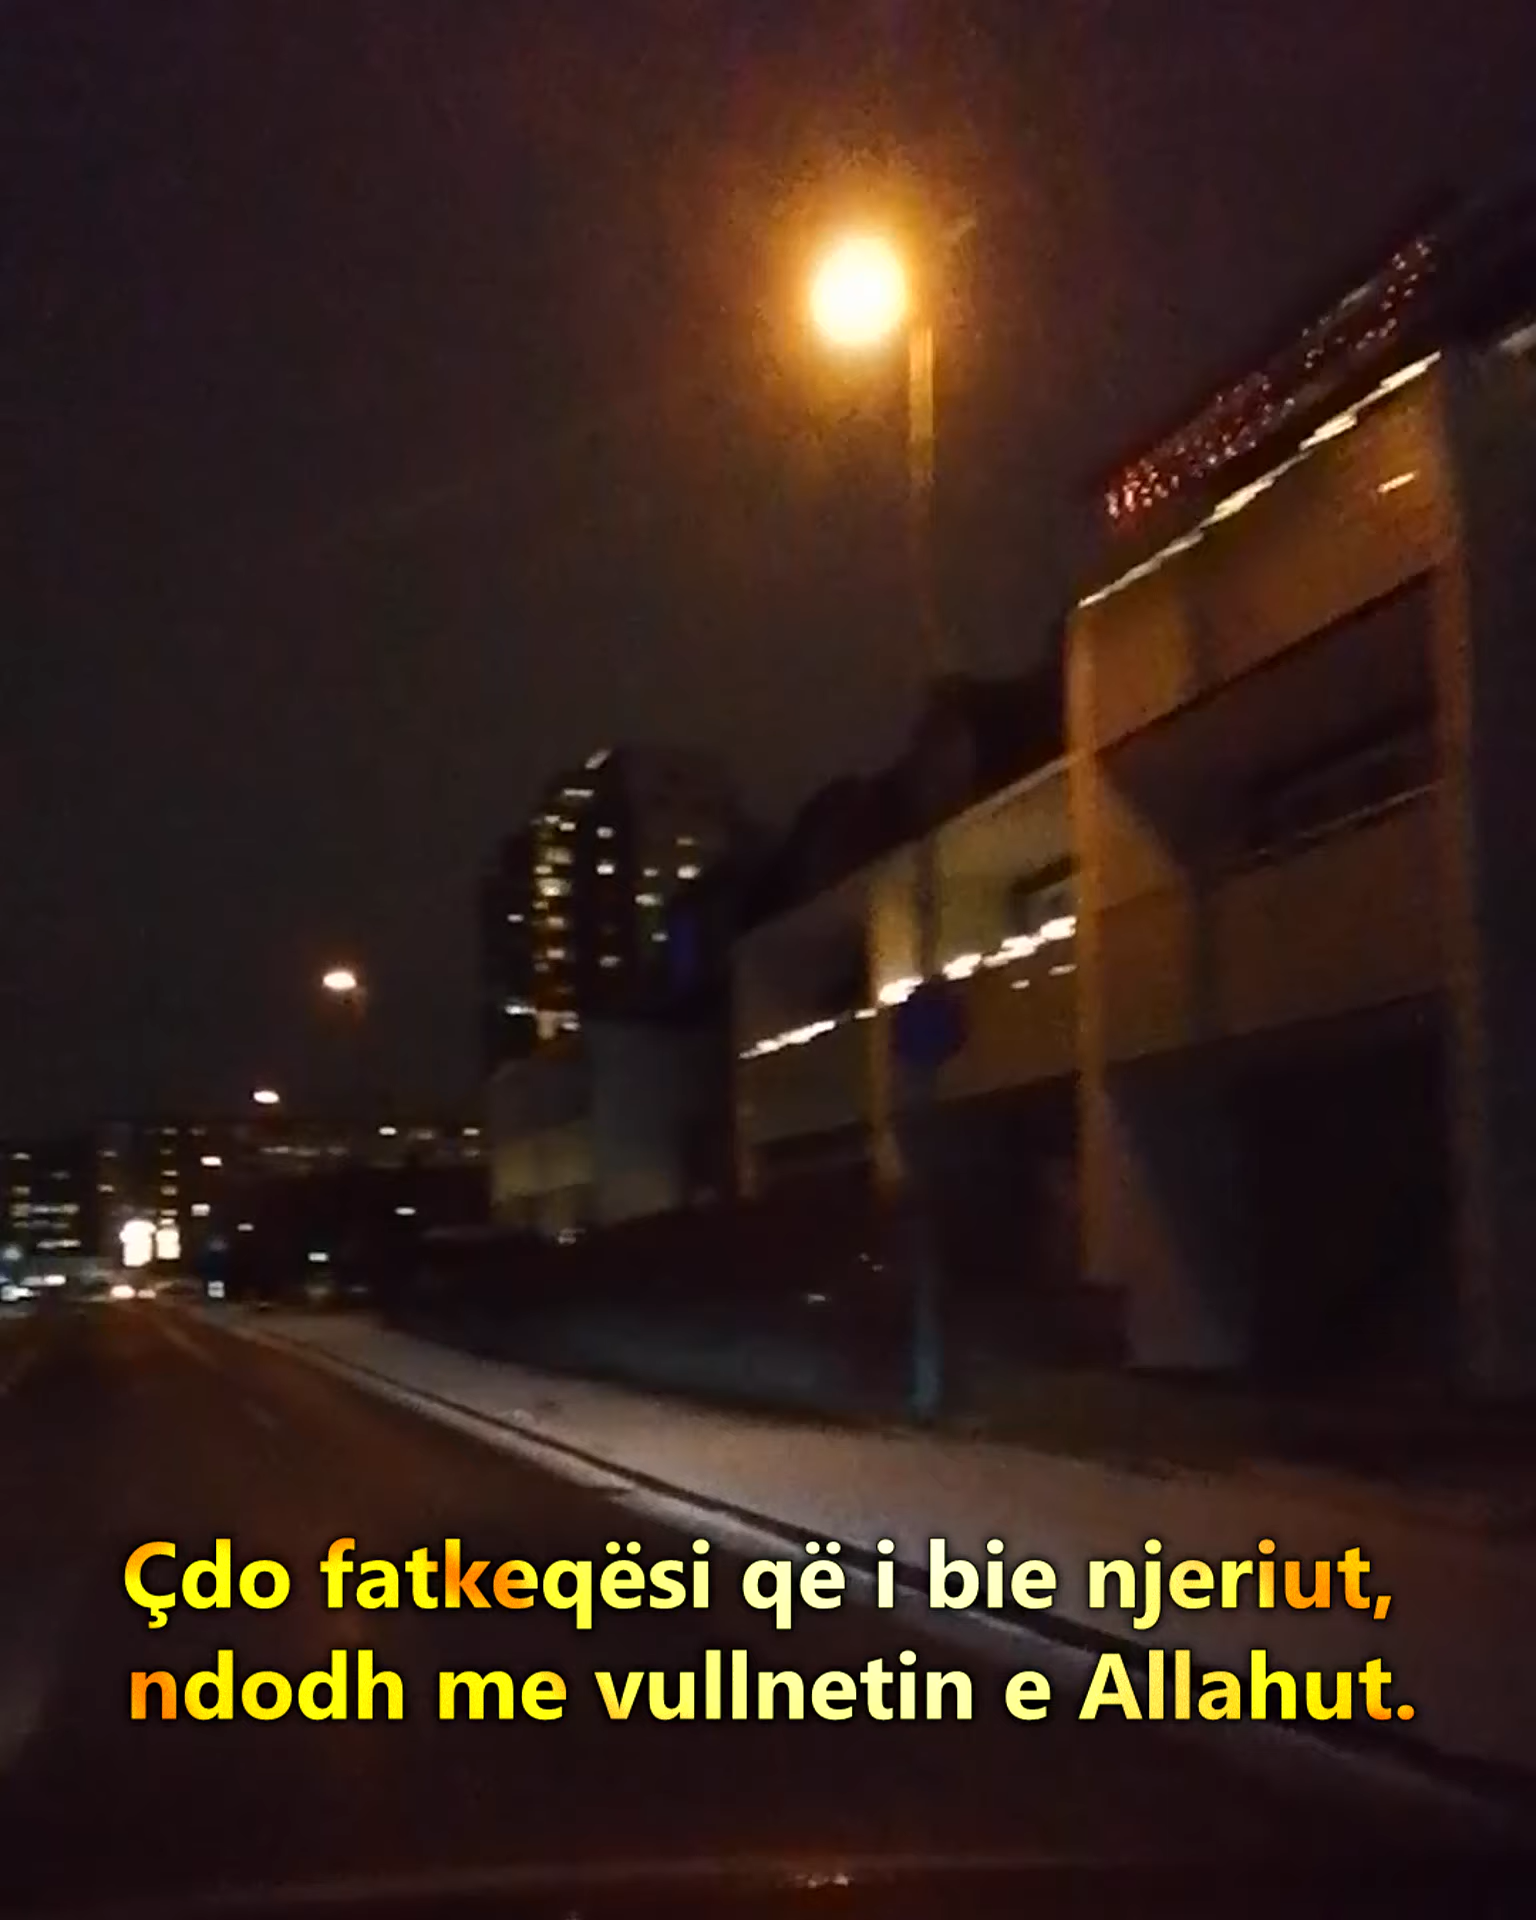 Çdo fatkeqësi që i bie njeriut,
ndodh me vullnetin e Allahut.